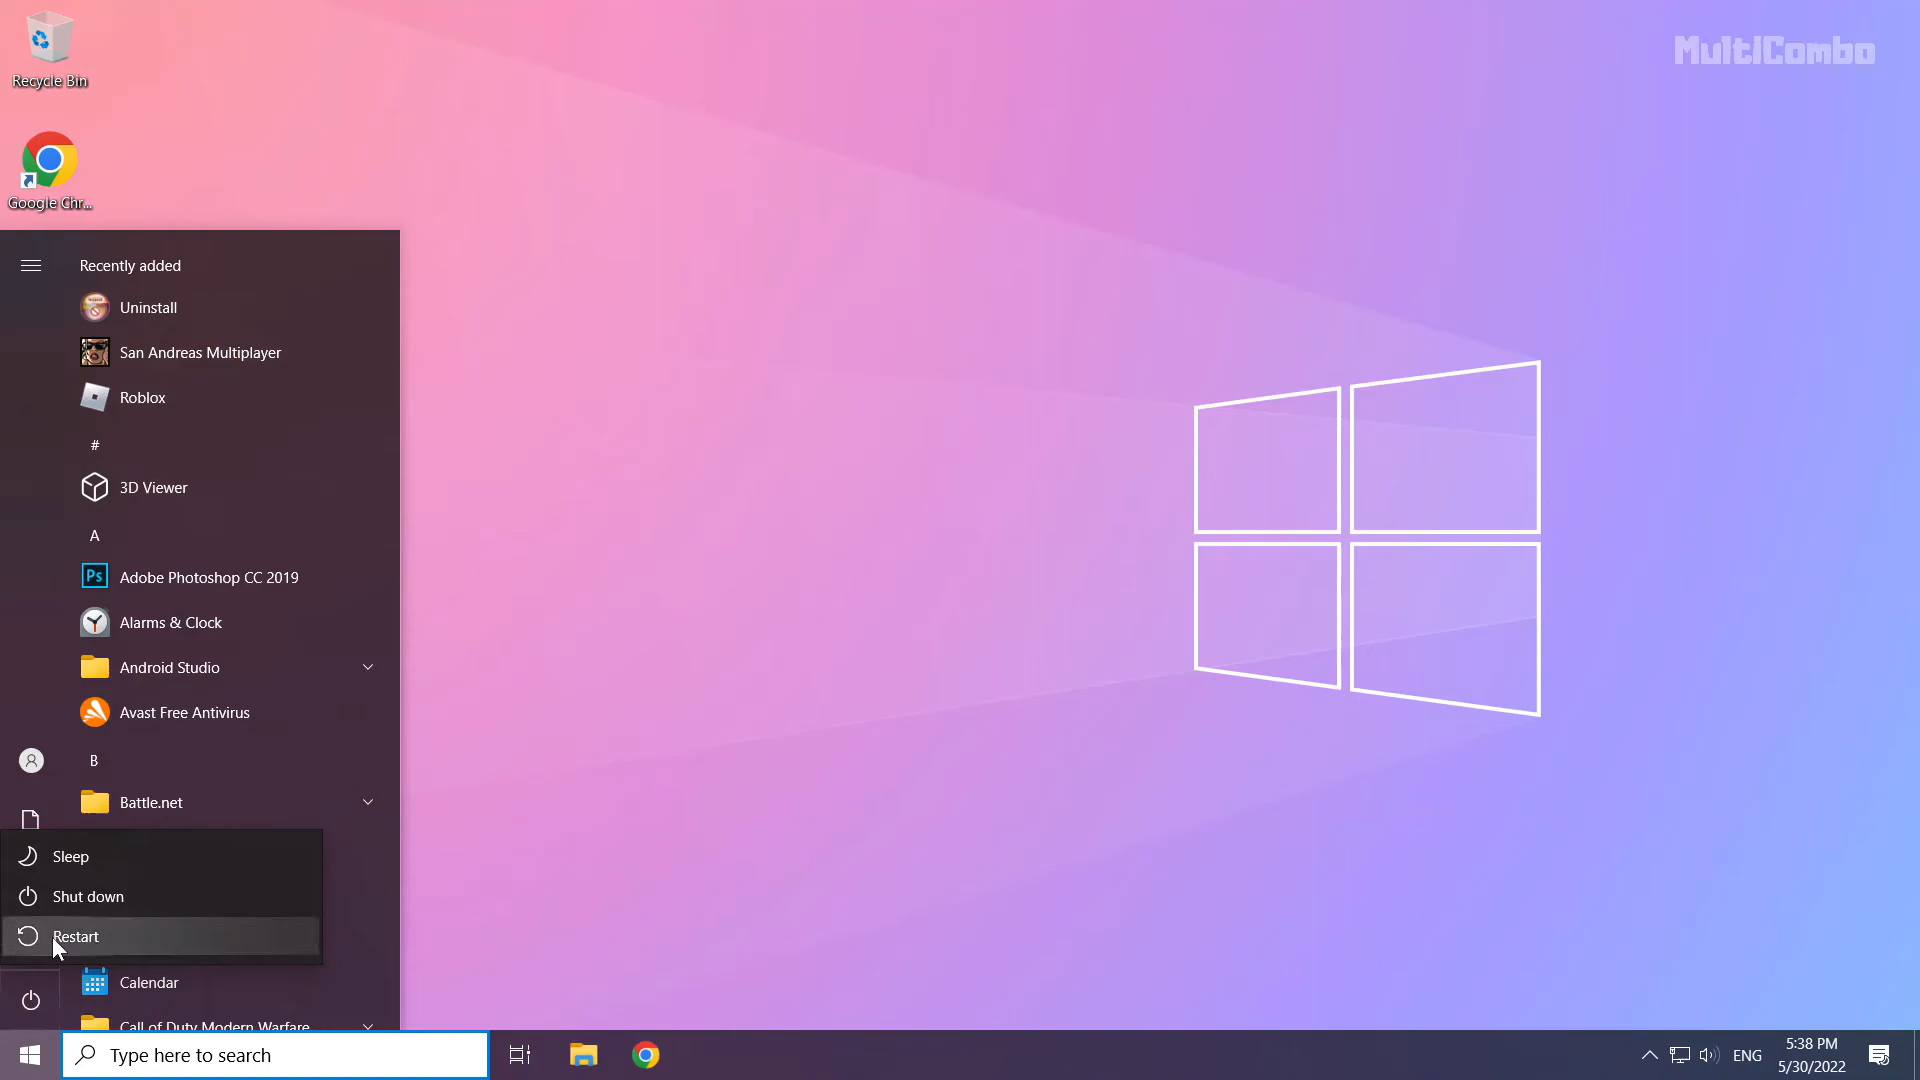 MultiCombo
Recycle Bin
Google Chr...
Recently added
Uninstall
San Andreas Multiplayer
Roblox
#
3D Viewer
A
Ps
Adobe Photoshop CC 2019
Alarms & Clock
Android Studio
Avast Free Antivirus
B
Battle.net
Sleep
Shut down
Restart
Calendar
Call of Duty Modern Warfare
Type here to search
ENG
5:38 PM
5/30/2022